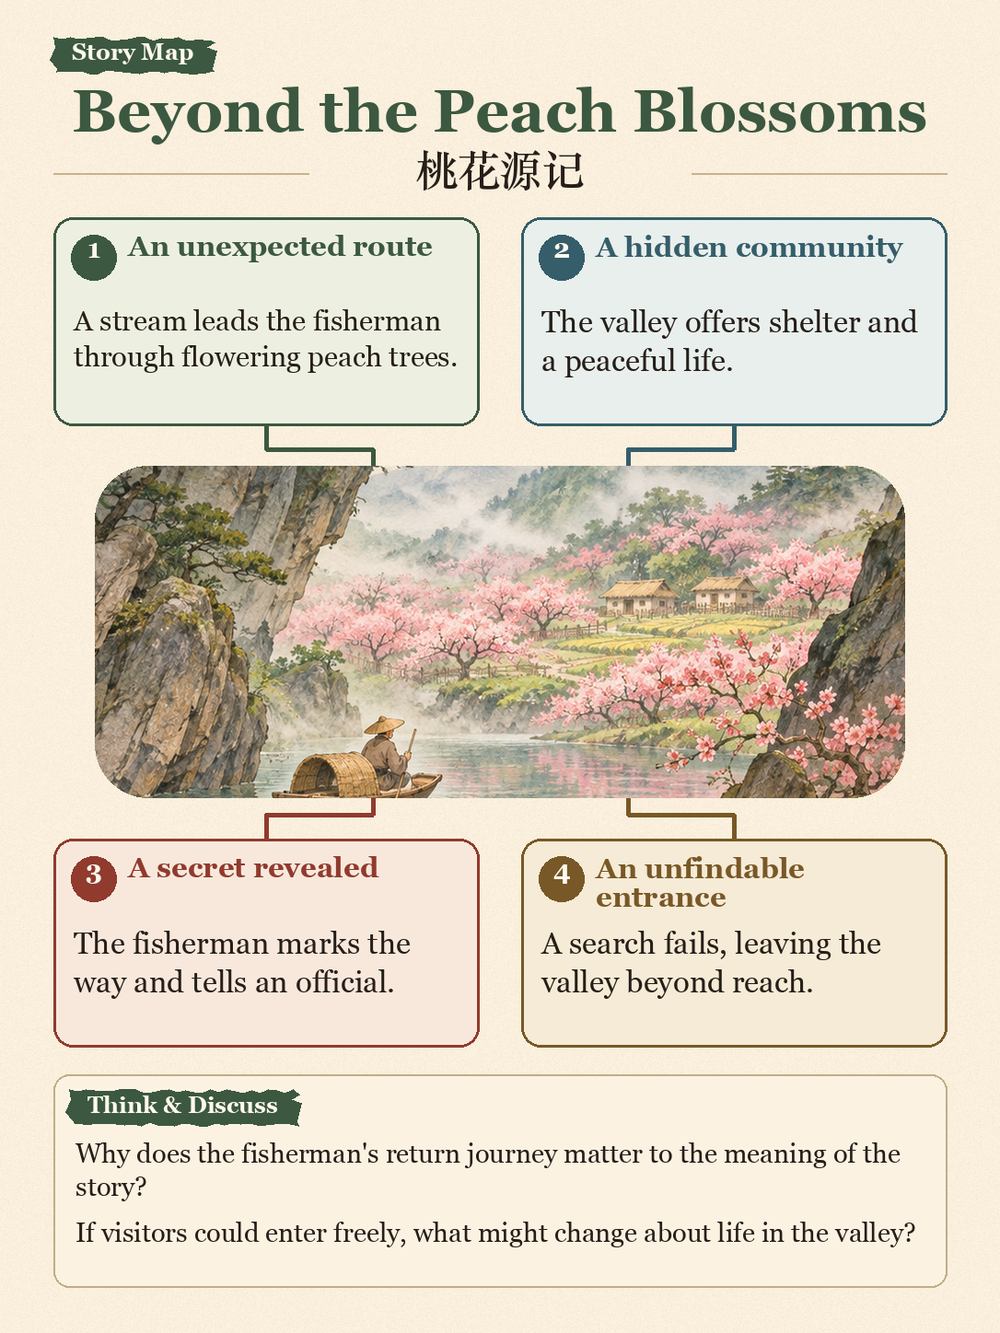 Story Map
Beyond the Peach Blossoms
桃花源记
1 An unexpected route
A stream leads the fisherman
through flowering peach trees.
2 A hidden community
The valley offers shelter and
a peaceful life.
3 A secret revealed
The fisherman marks the
way and tells an official.
4 An unfindable
entrance
A search fails, leaving the
valley beyond reach.
Think & Discuss
Why does the fisherman's return journey matter to the meaning of the
story?
If visitors could enter freely, what might change about life in the valley?